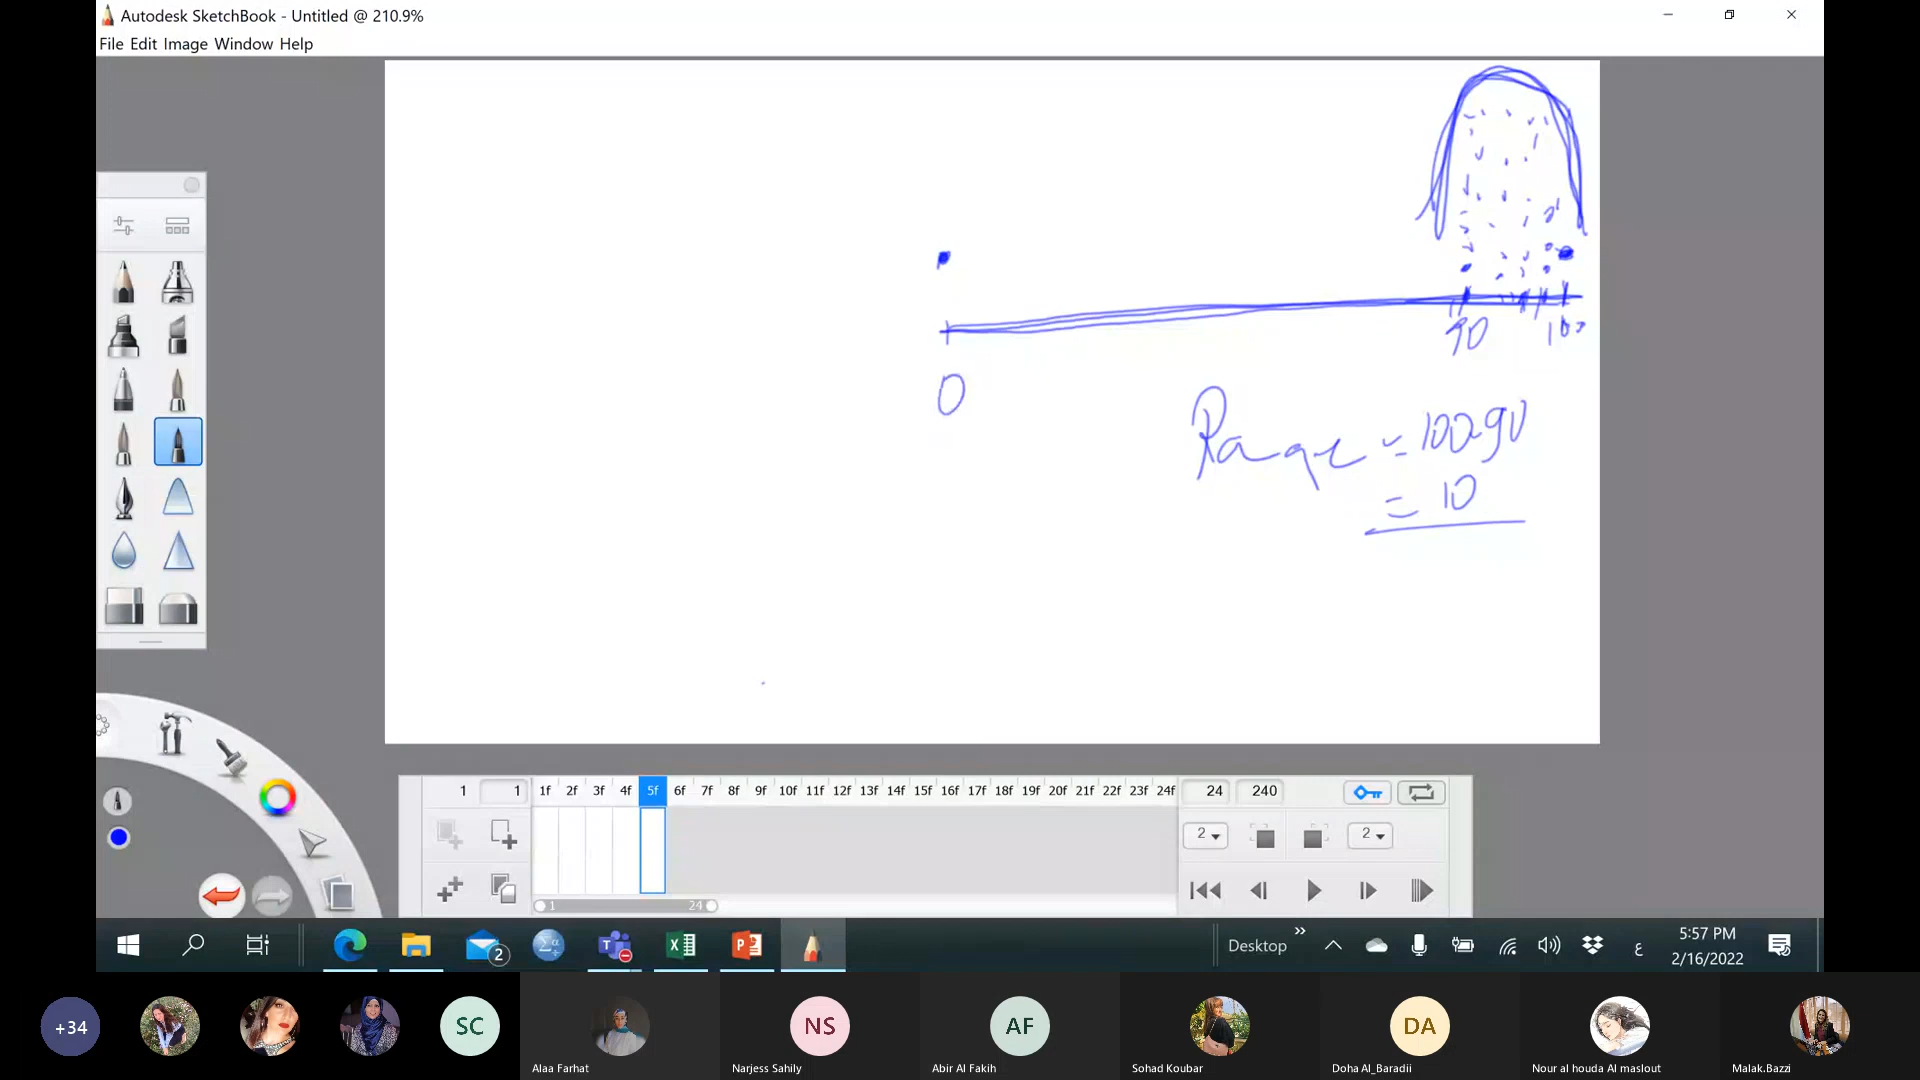 Autodesk SketchBook - Untitled @ 210.9%
File Edit Image Window Help
90
100
0
Range = 100-90
= 10
1 1 1f 2f 3f 4f 5f 6f 7f 8f 9f 10f 11f 12f 13f 14f 15f 16f 17f 18f 19f 20f 21f 22f 23f 24f 24 240
2 2
1 24
2
Desktop
ع
5:57 PM
2/16/2022
+34
SC
NS
AF
DA
Alaa Farhat
Narjess Sahily
Abir Al Fakih
Sohad Koubar
Doha Al_Baradii
Nour al houda Al maslout
Malak.Bazzi